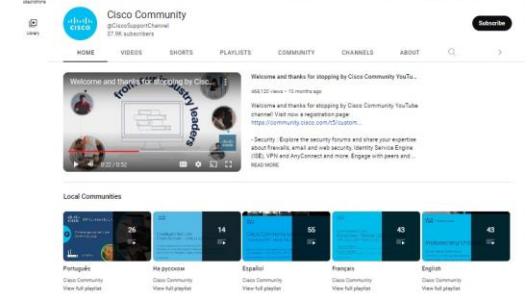 Library
CISCO
Cisco Community
@CiscoSupportChannel
37.9K subscribers
Subscribe
HOME VIDEOS SHORTS PLAYLISTS COMMUNITY CHANNELS ABOUT
Welcome and thanks for stopping by Cisc...
from our industry leaders
0:22 / 0:52
Welcome and thanks for stopping by Cisco Community YouTu...
views • 10 months ago
Welcome and thanks for stopping by Cisco Community YouTube
channel! Visit now a registration page:
https://community.cisco.com/t5/custom...
- Security : Explore the security forums and share your expertise
about firewalls, email and web security, Identity Service Engine
(ISE), VPN and AnyConnect and more. Engage with peers and ...
READ MORE
Local Communities
26
14
55
43
43
Português
Cisco Community
View full playlist
На русском
Cisco Community
View full playlist
Español
Cisco Community
View full playlist
Français
Cisco Community
View full playlist
English
Cisco Community
View full playlist